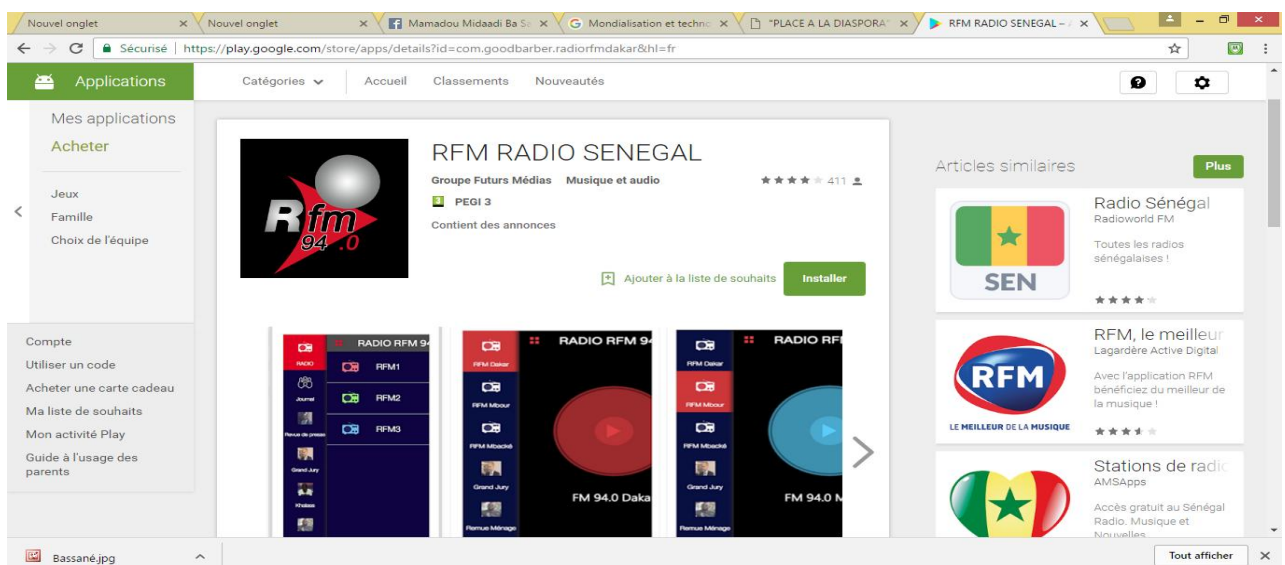 Nouvel onglet
Nouvel onglet
Mamadou Midaadi Ba Sa
Mondialisation et techno
"PLACE A LA DIASPORA"
RFM RADIO SENEGAL – A
Sécurisé
https://play.google.com/store/apps/details?id=com.goodbarber.radiorfmdakar&hl=fr
Applications
Catégories
Accueil
Classements
Nouveautés
Mes applications
Acheter
Jeux
Famille
Choix de l'équipe
Compte
Utiliser un code
Acheter une carte cadeau
Ma liste de souhaits
Mon activité Play
Guide à l'usage des
parents
Rfm
94.0
RFM RADIO SENEGAL
Groupe Futurs Médias Musique et audio
411
3 PEGI 3
Contient des annonces
Ajouter à la liste de souhaits
Installer
RADIO RFM 94
RADIO
RFM1
Journal
RFM2
Revue de presse
RFM3
Grand Jury
Khalass
RADIO RFM 94
RFM Dakar
RFM Mbour
RFM Mbacké
Grand Jury
Remue Ménage
FM 94.0 Daka
RADIO RFI
RFM Dakar
RFM Mbour
RFM Mbacké
Grand Jury
Remue Ménage
FM 94.0 M
Articles similaires
Plus
SEN
Radio Sénégal
Radioworld FM
Toutes les radios
sénégalaises !
RFM
LE MEILLEUR DE LA MUSIQUE
RFM, le meilleur
Lagardère Active Digital
Avec l'application RFM
bénéficiez du meilleur de
la musique !
Stations de radio
AMSApps
Accès gratuit au Sénégal
Radio. Musique et
Nouvelles
Bassané.jpg
Tout afficher